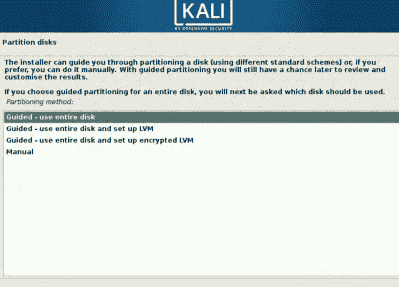 KALI
BY OFFENSIVE SECURITY
Partition disks
The installer can guide you through partitioning a disk (using different standard schemes) or, if you
prefer, you can do it manually. With guided partitioning you will still have a chance later to review and
customise the results.
If you choose guided partitioning for an entire disk, you will next be asked which disk should be used.
Partitioning method:
Guided - use entire disk
Guided - use entire disk and set up LVM
Guided - use entire disk and set up encrypted LVM
Manual